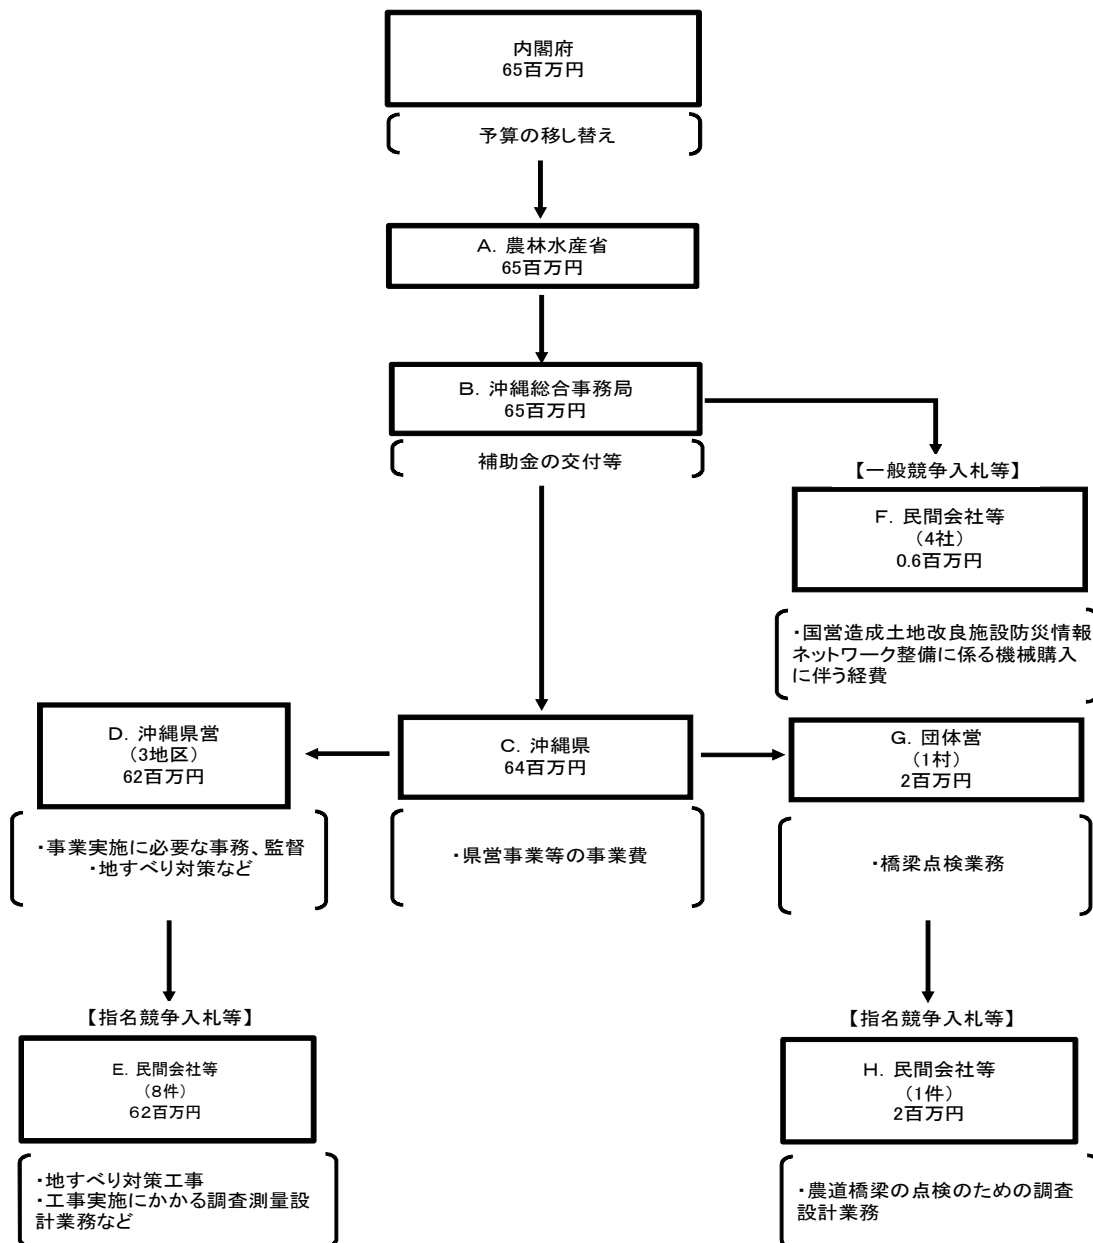 内閣府
65百万円
予算の移し替え
A. 農林水産省
65百万円
B. 沖縄総合事務局
65百万円
補助金の交付等
【一般競争入札等】
F. 民間会社等
(4社)
0.6百万円
・国営造成土地改良施設防災情報
ネットワーク整備に係る機械購入
に伴う経費
D. 沖縄県営
(3地区)
62百万円
・事業実施に必要な事務、監督
・地すべり対策など
C. 沖縄県
64百万円
・県営事業等の事業費
G. 団体営
(1村)
2百万円
・橋梁点検業務
【指名競争入札等】
E. 民間会社等
(8件)
62百万円
・地すべり対策工事
・工事実施にかかる調査測量設
計業務など
【指名競争入札等】
H. 民間会社等
(1件)
2百万円
・農道橋梁の点検のための調査
設計業務